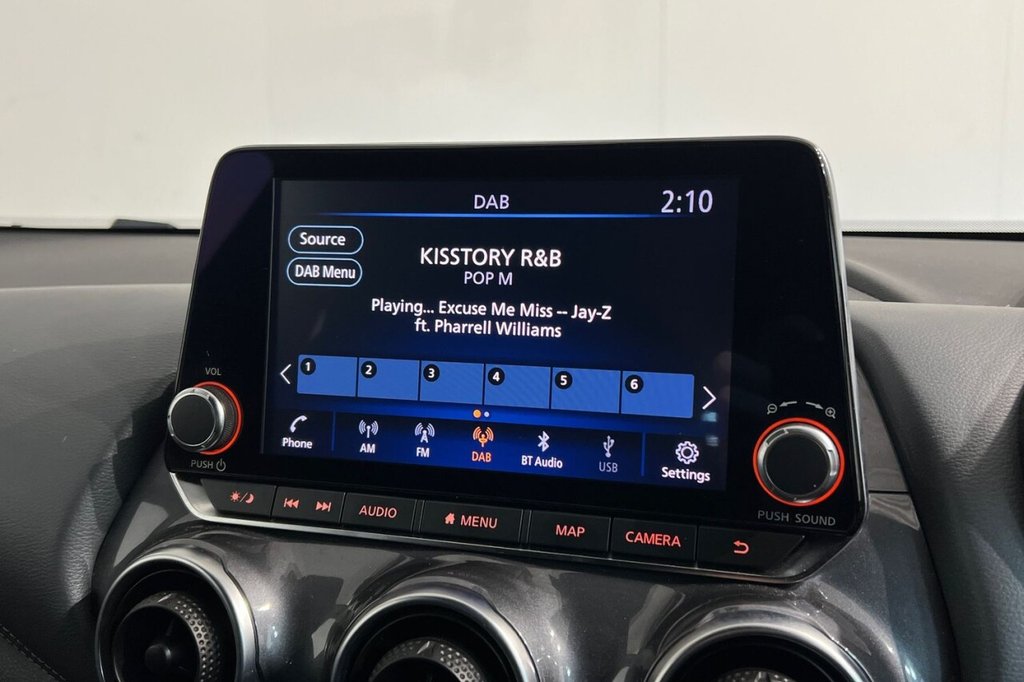 DAB 2:10
Source
KISSTORY R&B
POP M
DAB Menu
Playing... Excuse Me Miss -- Jay-Z
ft. Pharrell Williams
1 2 3 4 5 6
Phone AM FM DAB BT Audio USB Settings
VOL
PUSH
PUSH SOUND
AUDIO MENU MAP CAMERA